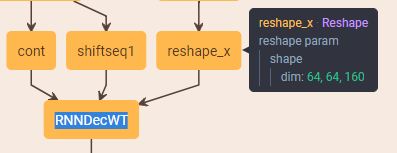 cont
shiftseq1
reshape_x
reshape_x · Reshape
reshape param
shape
dim: 64, 64, 160
RNNDecWT